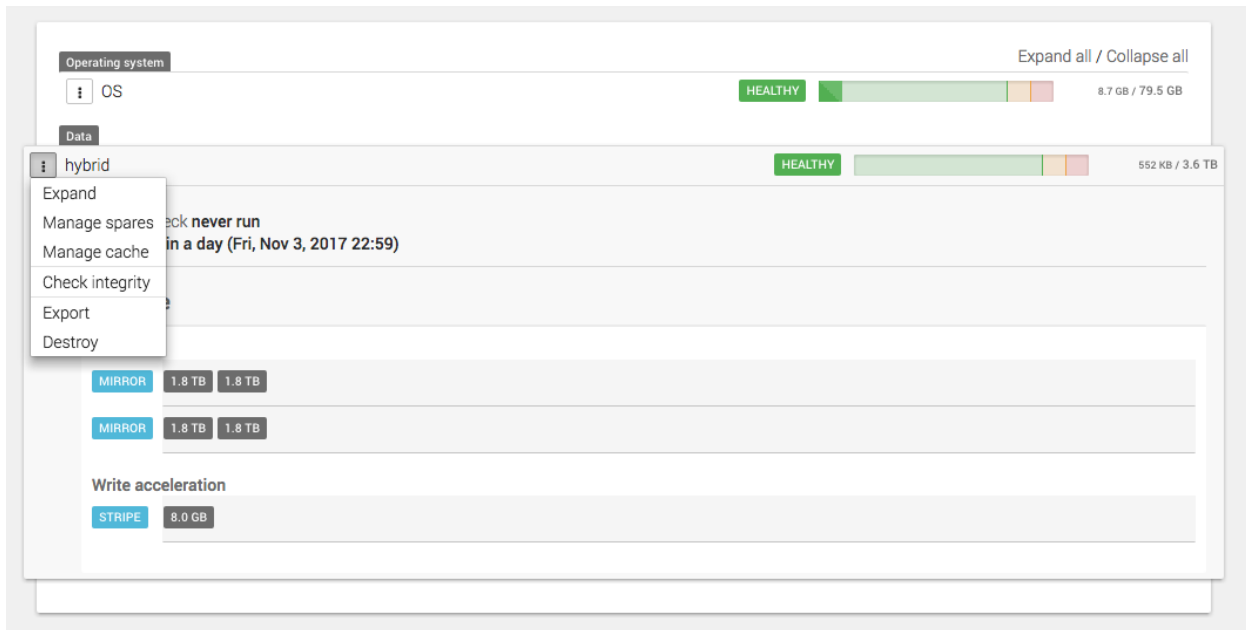 Operating system
Expand all / Collapse all
OS
HEALTHY
8.7 GB / 79.5 GB
Data
hybrid
HEALTHY
552 KB / 3.6 TB
Expand
Manage spares
never run
Manage cache
in a day (Fri, Nov 3, 2017 22:59)
Check integrity
Export
Destroy
MIRROR 1.8 TB 1.8 TB
MIRROR 1.8 TB 1.8 TB
Write acceleration
STRIPE 8.0 GB